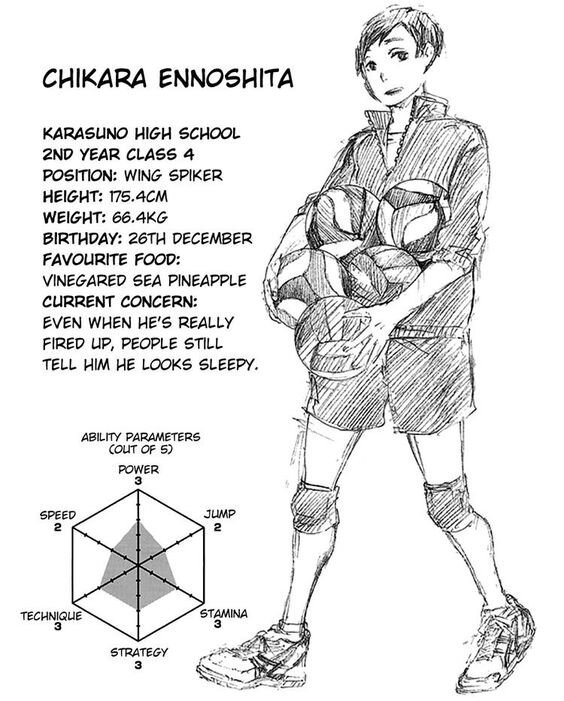 CHIKARA ENNOSHITA
KARASUNO HIGH SCHOOL
2ND YEAR CLASS 4
POSITION: WING SPIKER
HEIGHT: 175.4CM
WEIGHT: 66.4KG
BIRTHDAY: 26TH DECEMBER
FAVOURITE FOOD:
VINEGARED SEA PINEAPPLE
CURRENT CONCERN:
EVEN WHEN HE'S REALLY
FIRED UP, PEOPLE STILL
TELL HIM HE LOOKS SLEEPY.
ABILITY PARAMETERS
(OUT OF 5)
POWER
3
SPEED
2
JUMP
2
TECHNIQUE
3
STAMINA
3
STRATEGY
3